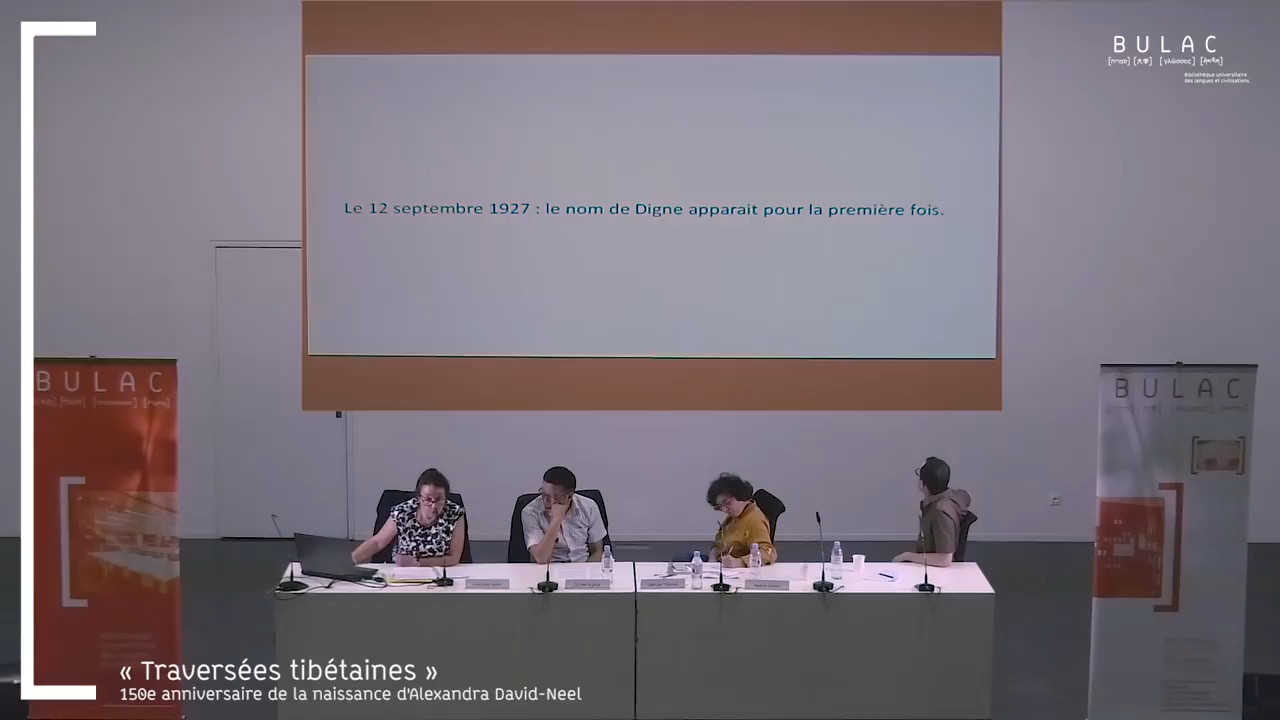 BULAC
Bibliothèque universitaire
des langues et civilisations
Le 12 septembre 1927 : le nom de Digne apparait pour la première fois.
BULAC
BULAC
« Traversées tibétaines »
150e anniversaire de la naissance d'Alexandra David-Neel